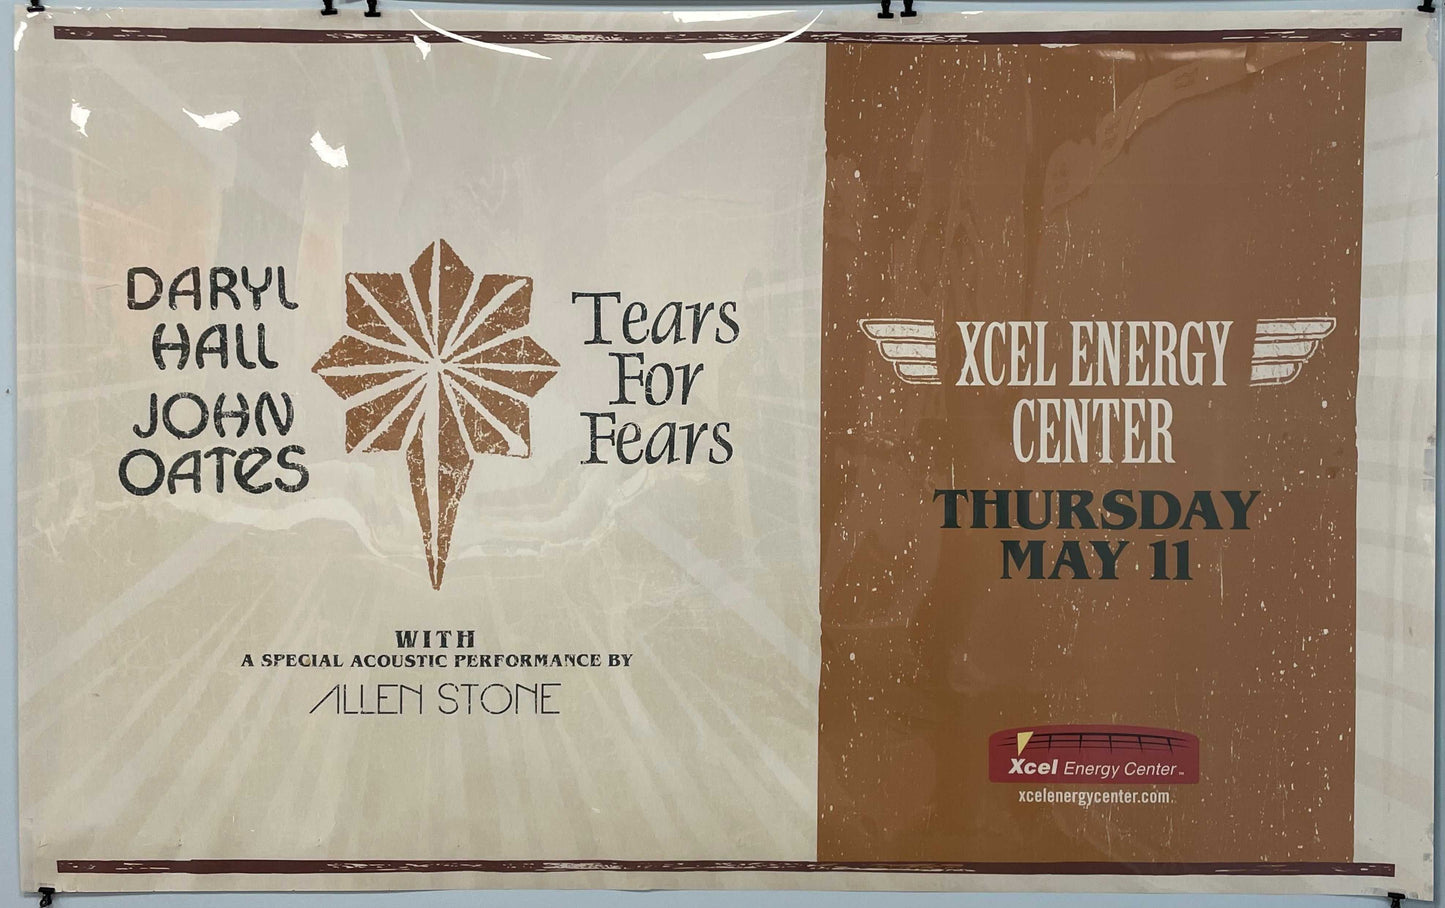 DARYL
HALL
JOHN
OATES
Tears
For
Fears
WITH
A SPECIAL ACOUSTIC PERFORMANCE BY
ALLEN STONE
XCEL ENERGY
CENTER
THURSDAY
MAY 11
Xcel Energy Center™
xcelenergycenter.com